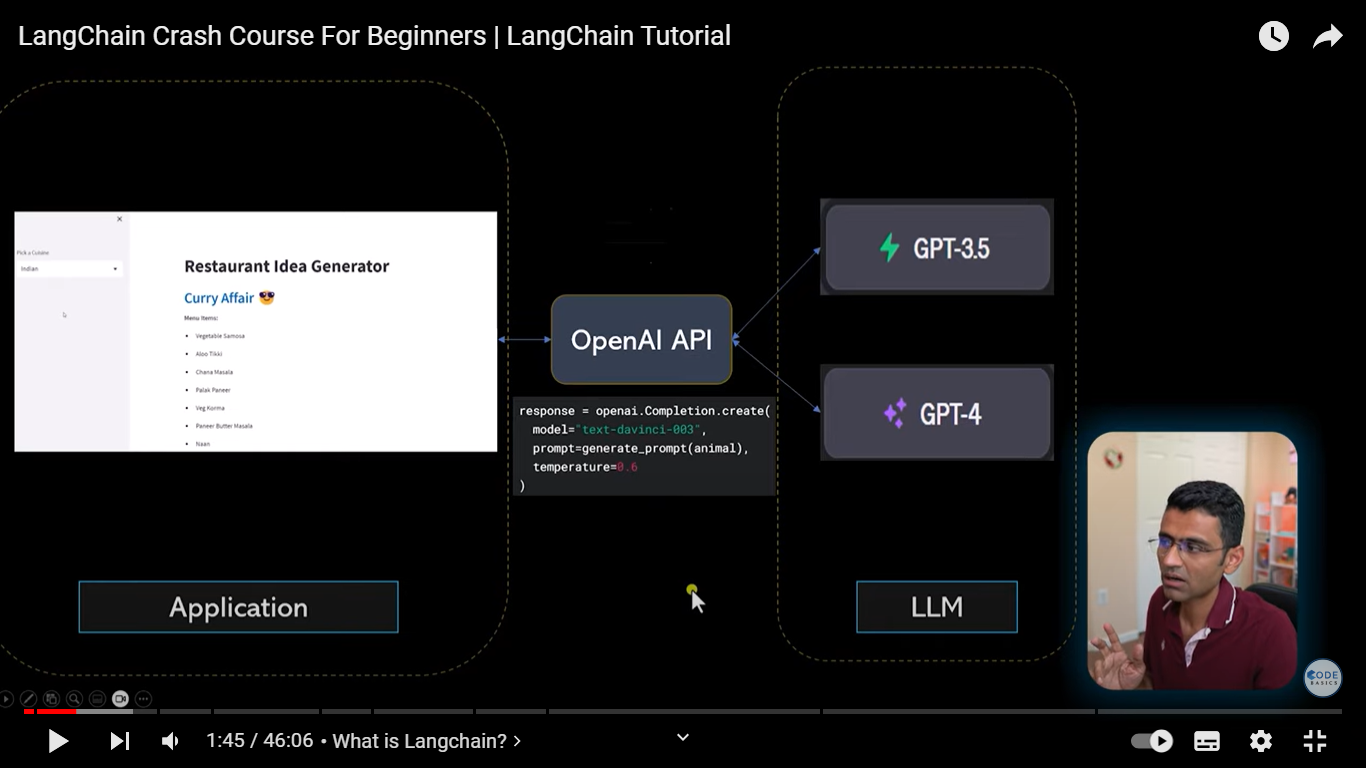 LangChain Crash Course For Beginners | LangChain Tutorial
Pick a Cuisine
Indian
Restaurant Idea Generator
Curry Affair 😎
Menu Items:
Vegetable Samosa
Aloo Tikki
Chana Masala
Palak Paneer
Veg Korma
Paneer Butter Masala
Naan
OpenAI API
response = openai.Completion.create(
model="text-davinci-003",
prompt=generate_prompt(animal),
temperature=0.6
)
GPT-3.5
GPT-4
Application
LLM
CODE
BASICS
1:45 / 46:06 • What is Langchain? >